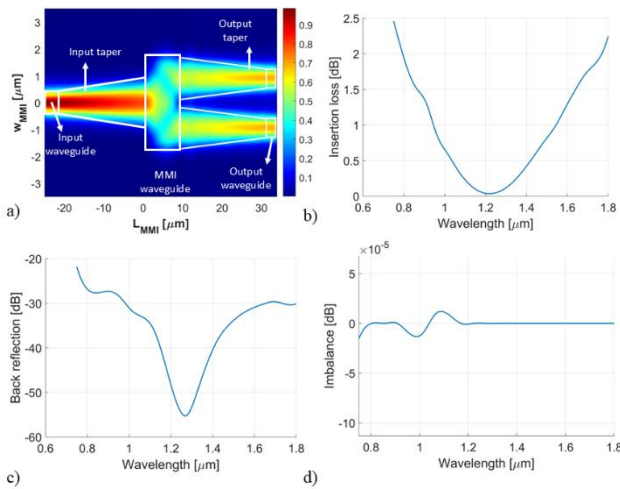 a)
w_MMI [μm]
3
2
1
0
-1
-2
-3
Input taper
Output
taper
Input
waveguide
MMI
waveguide
Output
waveguide
-20
-10
0
10
20
30
L_MMI [μm]
0.9
0.8
0.7
0.6
0.5
0.4
0.3
0.2
0.1
b)
Insertion loss [dB]
2.5
2
1.5
1
0.5
0
0.6
0.8
1
1.2
1.4
1.6
1.8
Wavelength [μm]
c)
Back reflection [dB]
-20
-30
-40
-50
-60
0.6
0.8
1
1.2
1.4
1.6
1.8
Wavelength [μm]
d)
Imbalance [dB]
×10⁻⁵
5
0
-5
-10
0.8
1
1.2
1.4
1.6
1.8
Wavelength [μm]